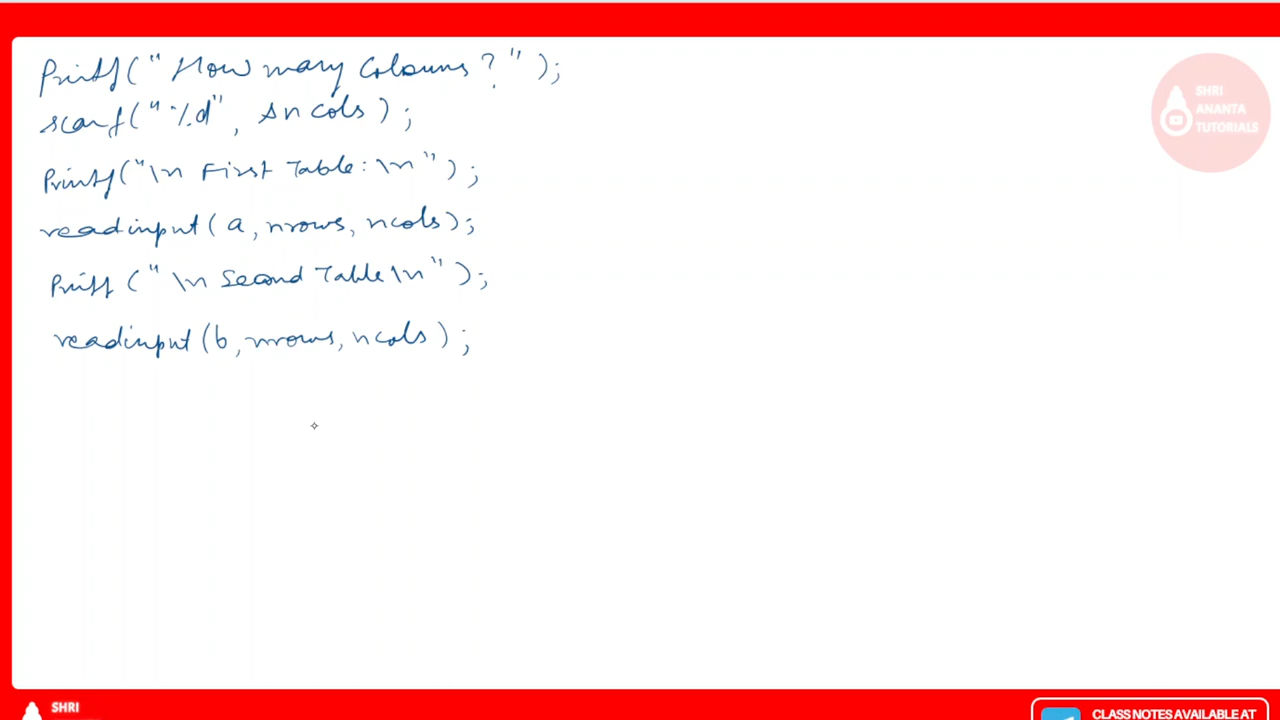 Printf(" How many Colouns ? " );
scanf( " %d" , &n cols ) ;
Printf("\n First Table : \n " ) ;
readinput ( a , nrows, ncols ) ;
Printf (" \n Second Table \n " ) ;
readinput (b, nrows, ncols ) ;
SHRI
ANANTA
TUTORIALS
SHRI
CLASS NOTES AVAILABLE AT